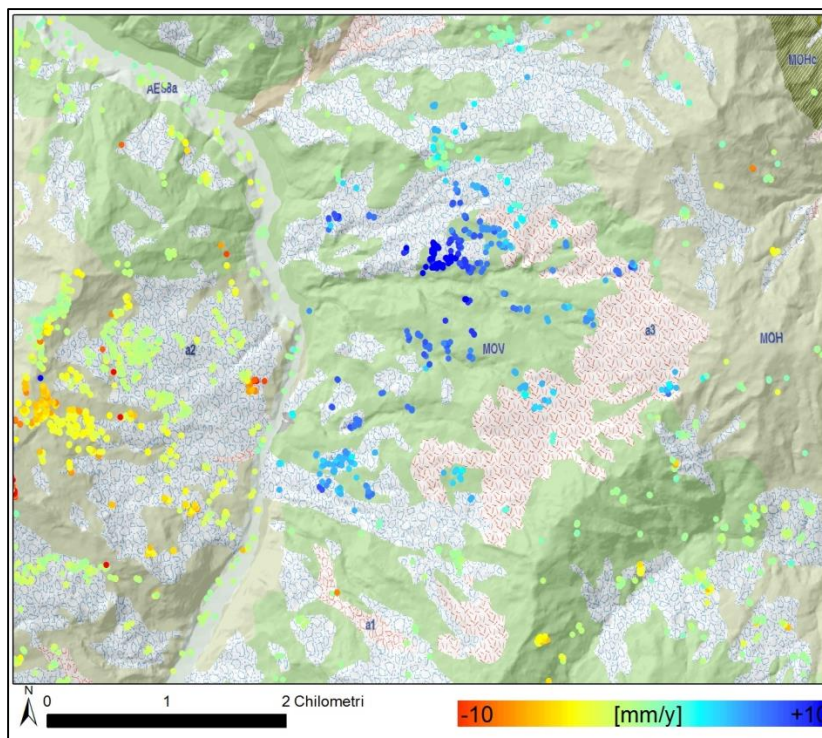 MOHc
AES8a
a2
MOV
a3
MOH
a1
N
0 1 2 Chilometri
-10 [mm/y] +10